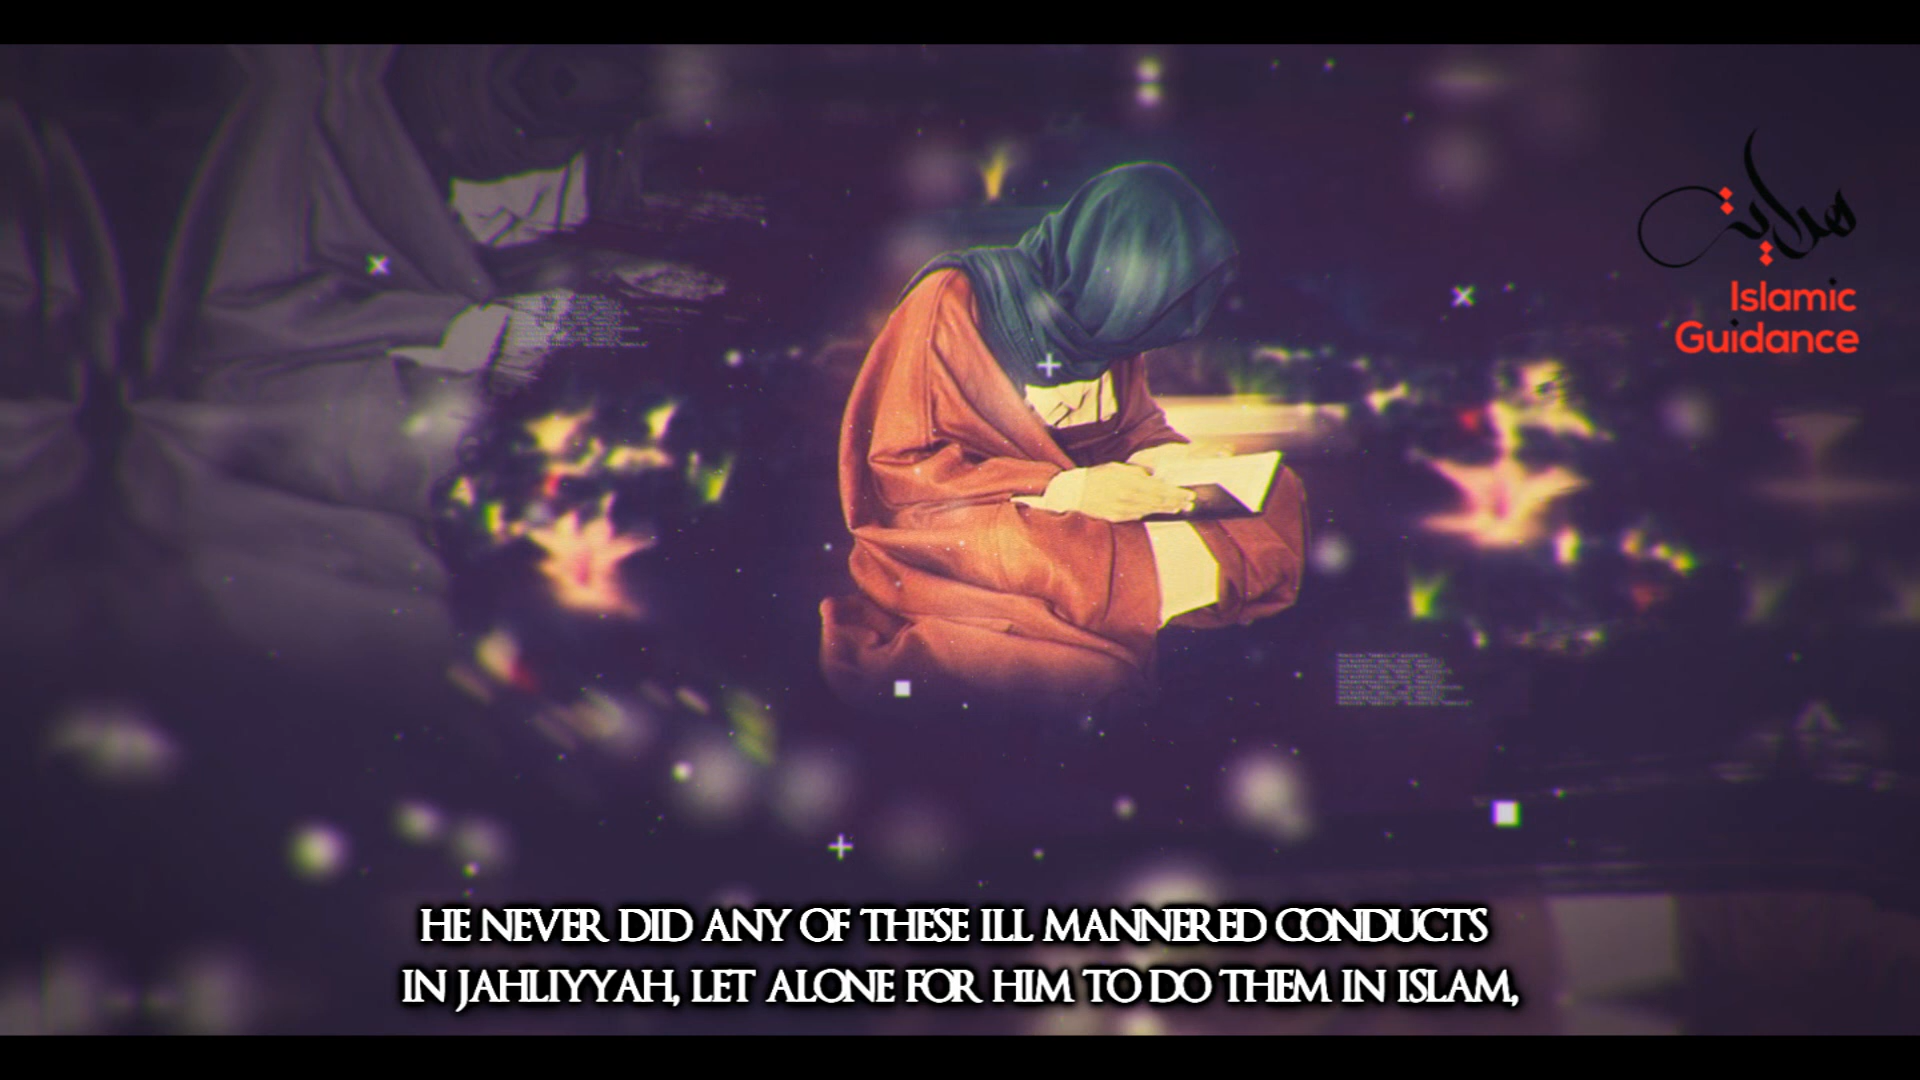 هداية
Islamic
Guidance
HE NEVER DID ANY OF THESE ILL MANNERED CONDUCTS
IN JAHLIYYAH, LET ALONE FOR HIM TO DO THEM IN ISLAM,